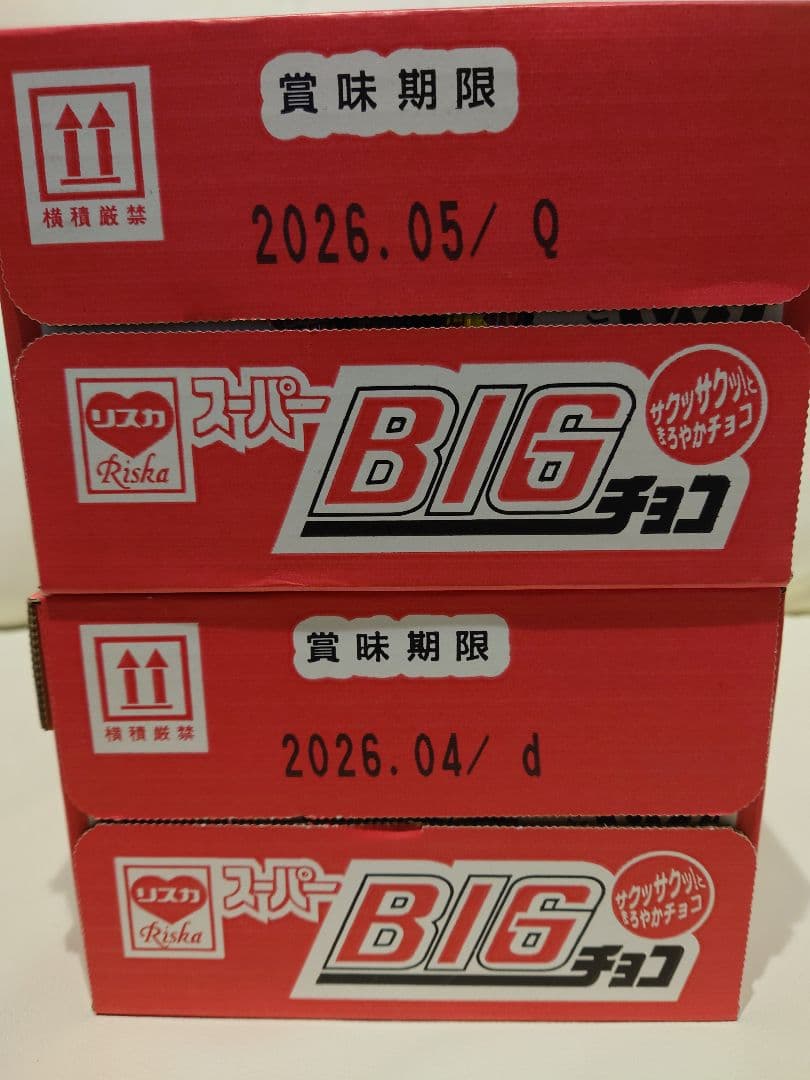 賞味期限
横積厳禁
2026.05/ Q
リスカ
Riska
スーパー
BIG
チョコ
サクッサクッ!と
まろやかチョコ
賞味期限
横積厳禁
2026.04/ d
リスカ
Riska
スーパー
BIG
チョコ
サクッサクッ!と
まろやかチョコ